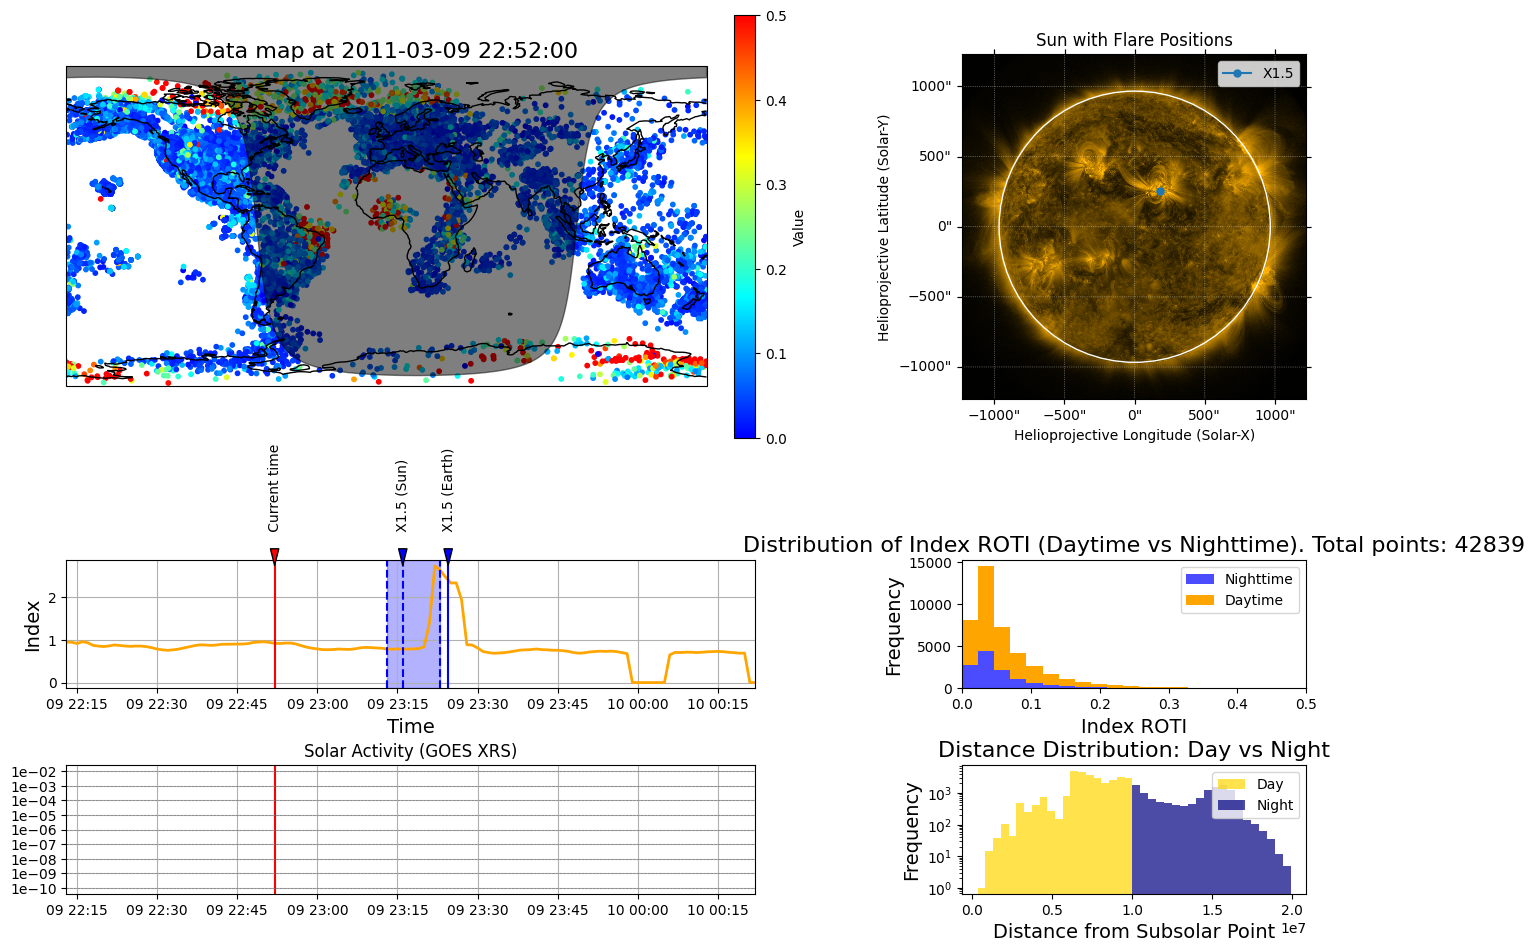 Data map at 2011-03-09 22:52:00
0.5
0.4
0.3
0.2
0.1
0.0
Value
Sun with Flare Positions
X1.5
1000"
500"
0"
−500"
−1000"
Helioprojective Latitude (Solar-Y)
−1000" −500" 0" 500" 1000"
Helioprojective Longitude (Solar-X)
Current time
X1.5 (Sun)
X1.5 (Earth)
2
1
0
Index
09 22:15 09 22:30 09 22:45 09 23:00 09 23:15 09 23:30 09 23:45 10 00:00 10 00:15
Time
Distribution of Index ROTI (Daytime vs Nighttime). Total points: 42839
Nighttime
Daytime
15000
10000
5000
0
Frequency
0.0 0.1 0.2 0.3 0.4 0.5
Index ROTI
Solar Activity (GOES XRS)
1e−02
1e−03
1e−04
1e−05
1e−06
1e−07
1e−08
1e−09
1e−10
09 22:15 09 22:30 09 22:45 09 23:00 09 23:15 09 23:30 09 23:45 10 00:00 10 00:15
Distance Distribution: Day vs Night
Day
Night
10³
10²
10¹
10⁰
Frequency
0.0 0.5 1.0 1.5 2.0
1e7
Distance from Subsolar Point